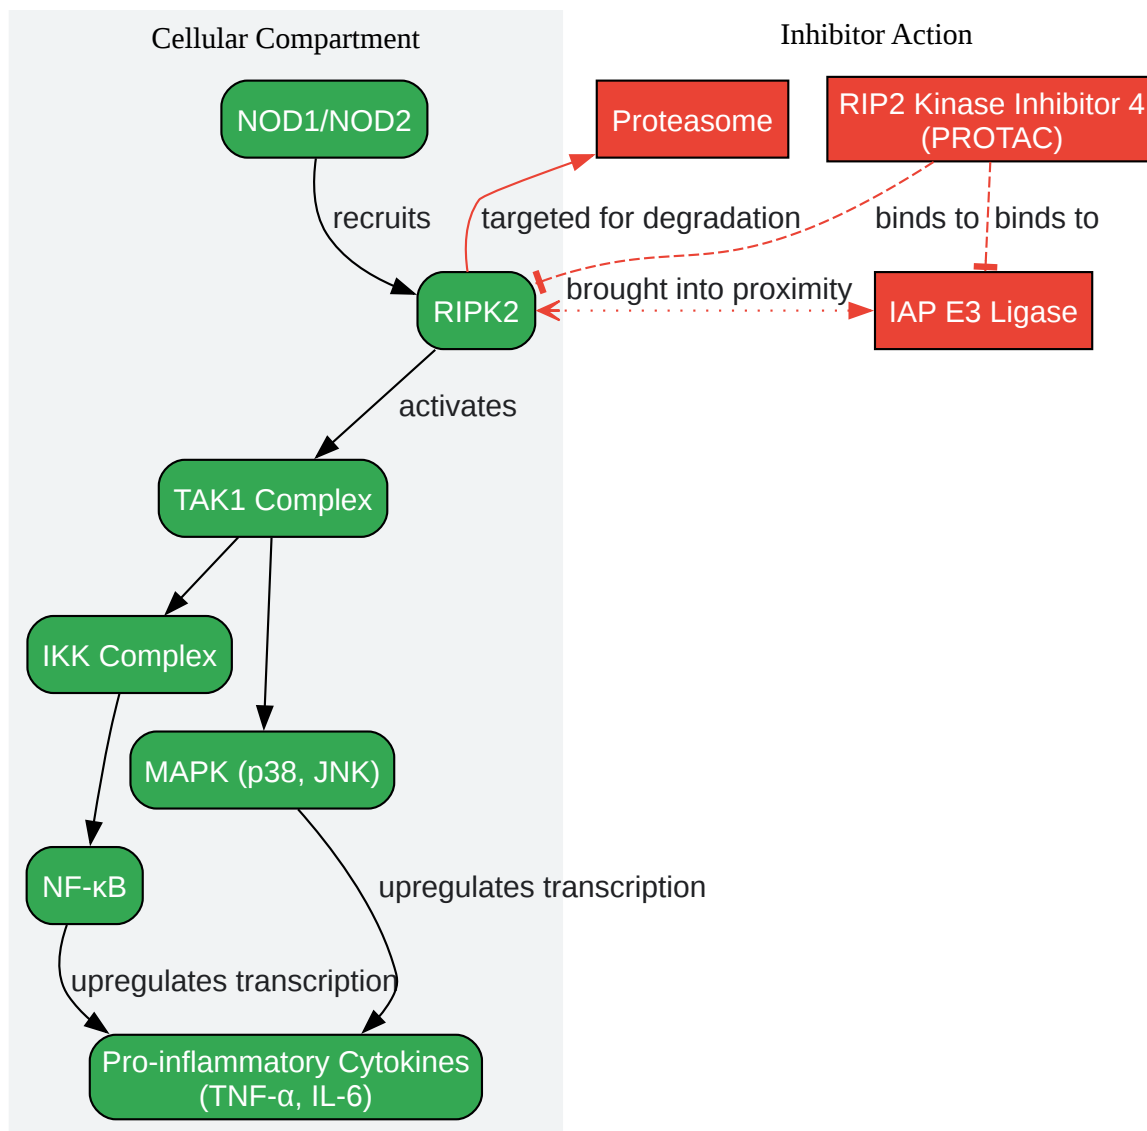 Cellular Compartment
Inhibitor Action
NOD1/NOD2
Proteasome
RIP2 Kinase Inhibitor 4
(PROTAC)
recruits
targeted for degradation
binds to
binds to
brought into proximity
RIPK2
IAP E3 Ligase
activates
TAK1 Complex
IKK Complex
MAPK (p38, JNK)
NF-κB
upregulates transcription
upregulates transcription
Pro-inflammatory Cytokines
(TNF-α, IL-6)